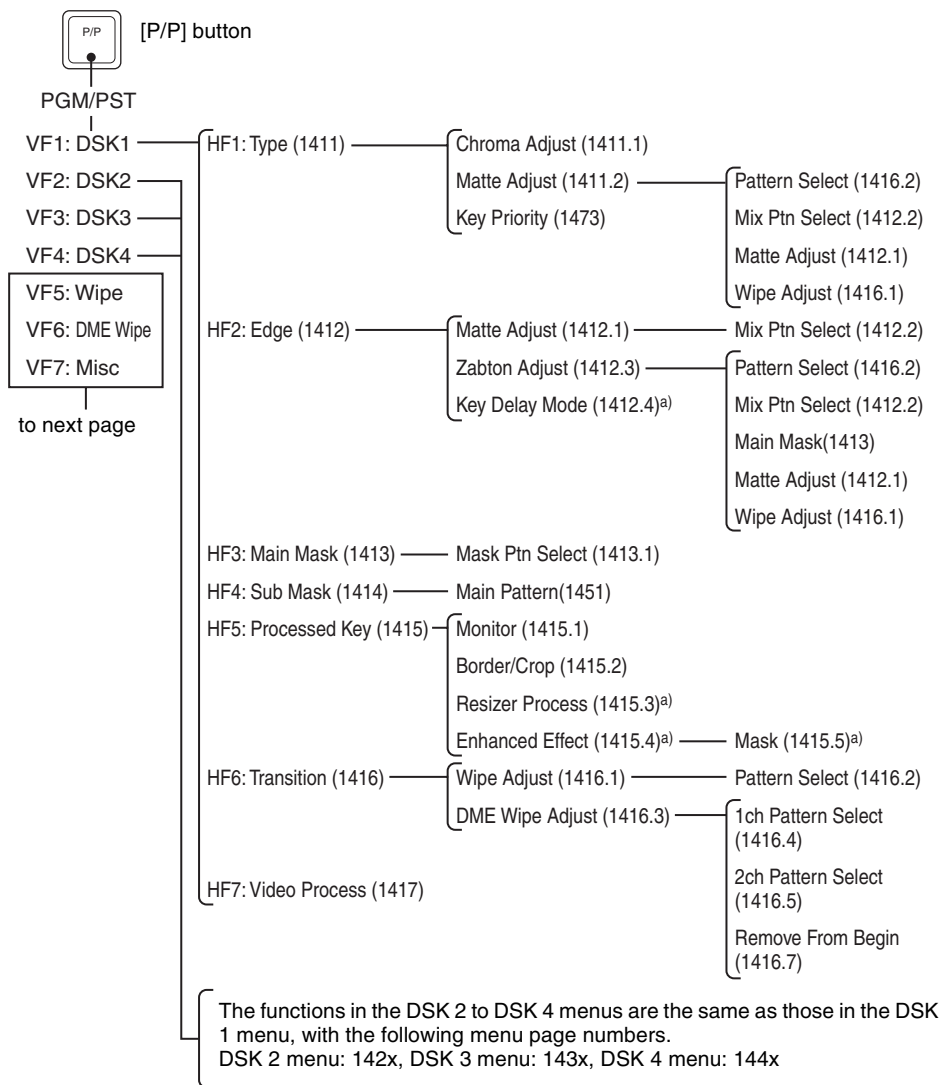 P/P
[P/P] button
PGM/PST
VF1: DSK1
VF2: DSK2
VF3: DSK3
VF4: DSK4
VF5: Wipe
VF6: DME Wipe
VF7: Misc
to next page
HF1: Type (1411)
Chroma Adjust (1411.1)
Matte Adjust (1411.2)
Key Priority (1473)
Pattern Select (1416.2)
Mix Ptn Select (1412.2)
Matte Adjust (1412.1)
Wipe Adjust (1416.1)
HF2: Edge (1412)
Matte Adjust (1412.1)
Mix Ptn Select (1412.2)
Zabton Adjust (1412.3)
Key Delay Mode (1412.4)a)
Pattern Select (1416.2)
Mix Ptn Select (1412.2)
Main Mask(1413)
Matte Adjust (1412.1)
Wipe Adjust (1416.1)
HF3: Main Mask (1413)
Mask Ptn Select (1413.1)
HF4: Sub Mask (1414)
Main Pattern(1451)
HF5: Processed Key (1415)
Monitor (1415.1)
Border/Crop (1415.2)
Resizer Process (1415.3)a)
Enhanced Effect (1415.4)a)
Mask (1415.5)a)
HF6: Transition (1416)
Wipe Adjust (1416.1)
Pattern Select (1416.2)
DME Wipe Adjust (1416.3)
1ch Pattern Select
(1416.4)
2ch Pattern Select
(1416.5)
Remove From Begin
(1416.7)
HF7: Video Process (1417)
The functions in the DSK 2 to DSK 4 menus are the same as those in the DSK
1 menu, with the following menu page numbers.
DSK 2 menu: 142x, DSK 3 menu: 143x, DSK 4 menu: 144x